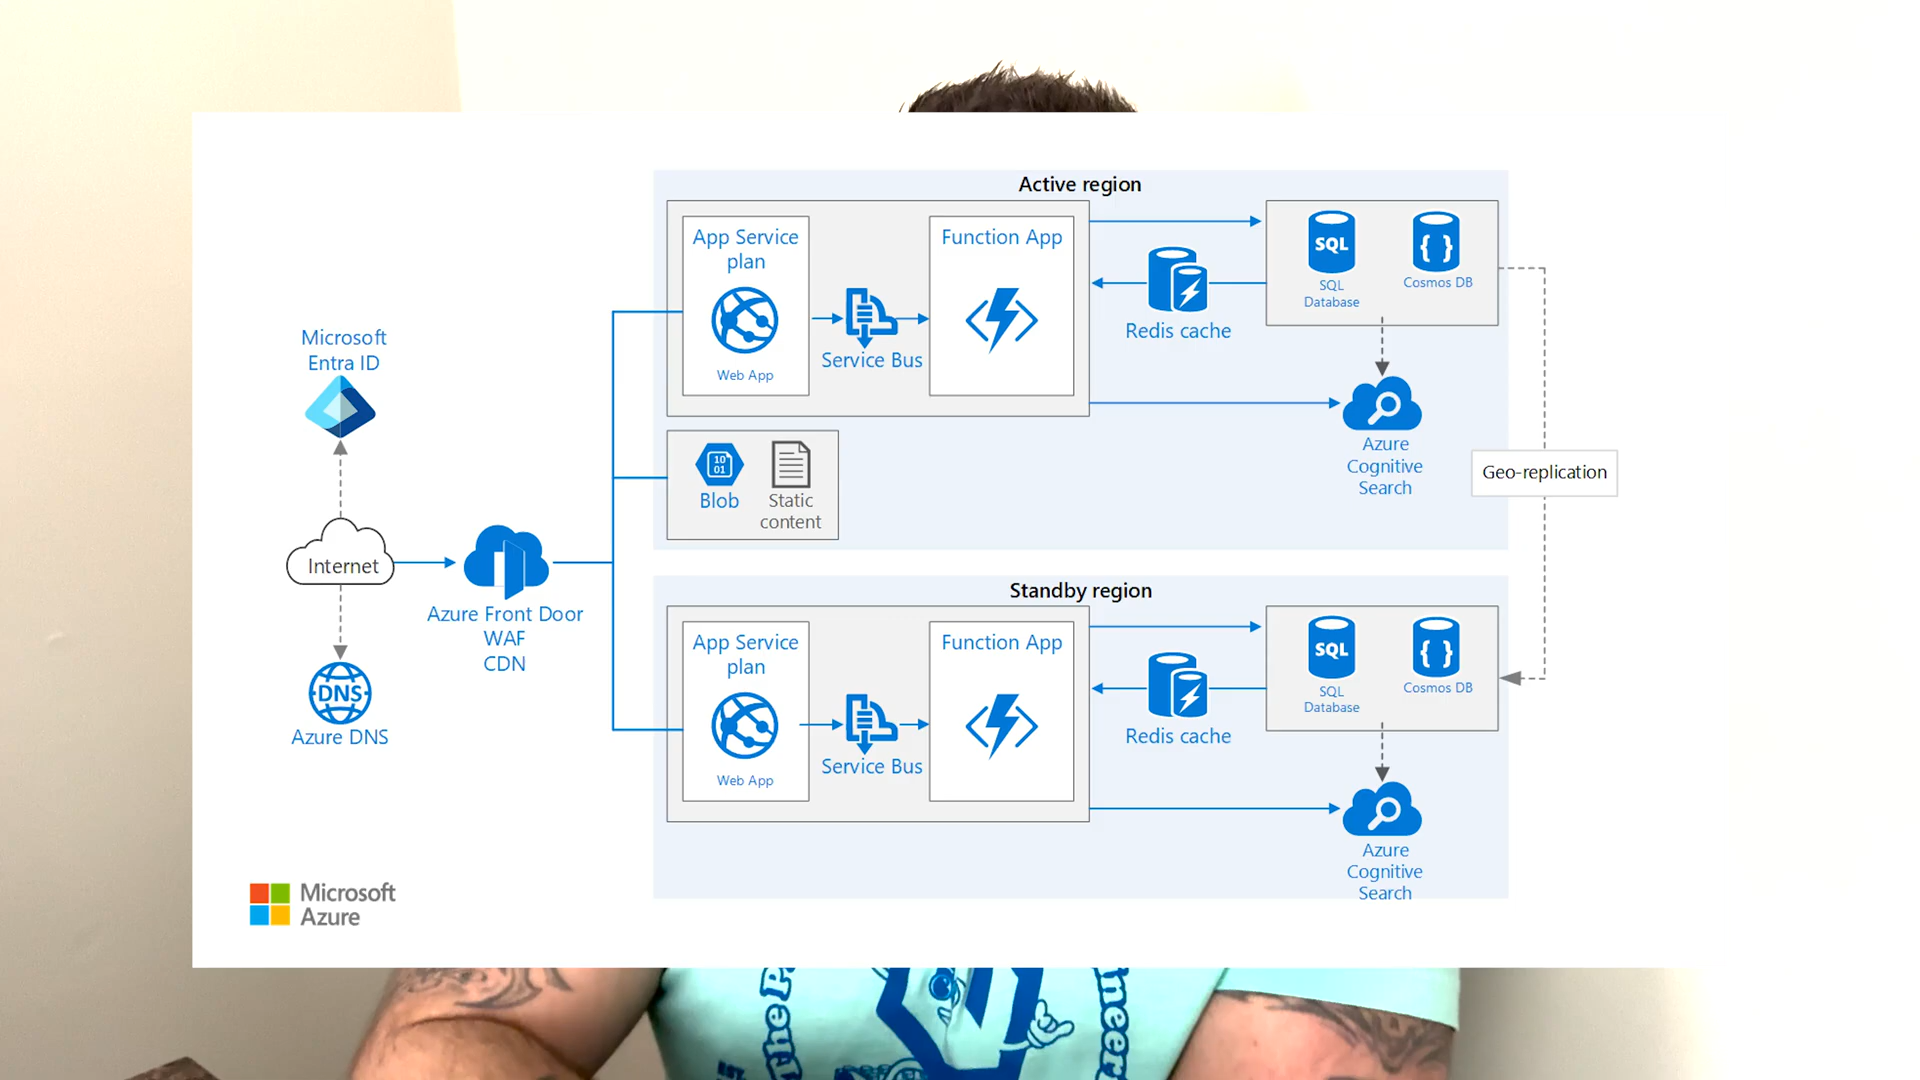 Active region
App Service
plan
Web App
Service Bus
Function App
Redis cache
SQL
SQL
Database
{ }
Cosmos DB
Azure
Cognitive
Search
10
01
Blob
Static
content
Geo-replication
Microsoft
Entra ID
Internet
DNS
Azure DNS
Azure Front Door
WAF
CDN
Standby region
App Service
plan
Web App
Service Bus
Function App
Redis cache
SQL
SQL
Database
{ }
Cosmos DB
Azure
Cognitive
Search
Microsoft
Azure
The P